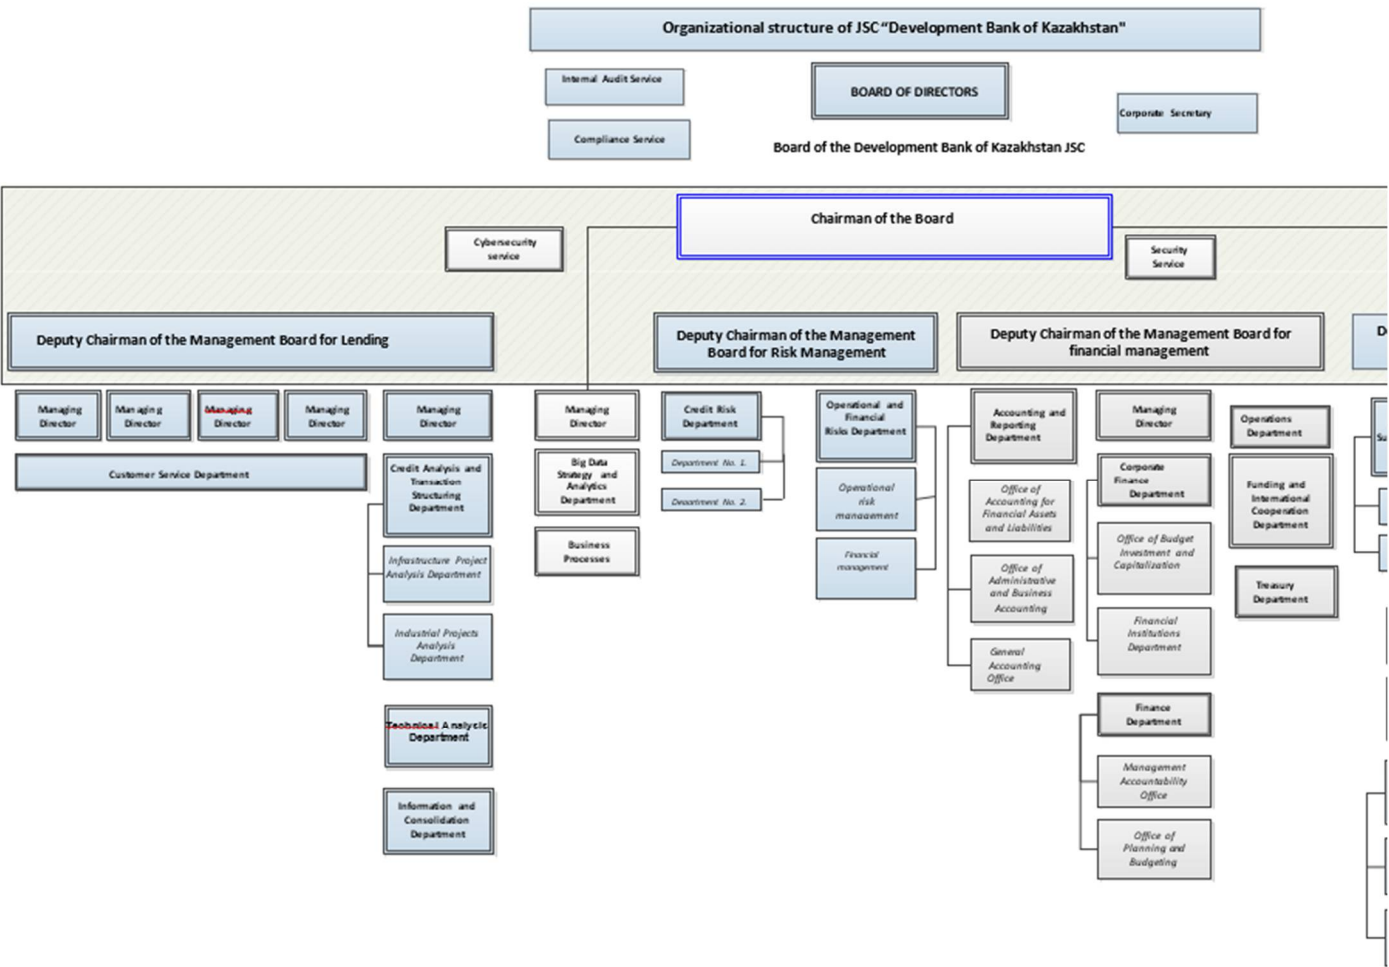 Organizational structure of JSC “Development Bank of Kazakhstan"
Internal Audit Service
BOARD OF DIRECTORS
Corporate Secretary
Compliance Service
Board of the Development Bank of Kazakhstan JSC
Chairman of the Board
Cybersecurity
service
Security
Service
Deputy Chairman of the Management Board for Lending
Deputy Chairman of the Management
Board for Risk Management
Deputy Chairman of the Management Board for
financial management
D
Managing
Director
Managing
Director
Managing
Director
Managing
Director
Managing
Director
Customer Service Department
Credit Analysis and
Transaction
Structuring
Department
Infrastructure Project
Analysis Department
Industrial Projects
Analysis
Department
Technical Analysis
Department
Information and
Consolidation
Department
Managing
Director
Big Data
Strategy and
Analytics
Department
Business
Processes
Credit Risk
Department
Department No. 1.
Department No. 2.
Operational and
Financial
Risks Department
Operational
risk
management
Financial
management
Accounting and
Reporting
Department
Office of
Accounting for
Financial Assets
and Liabilities
Office of
Administrative
and Business
Accounting
General
Accounting
Office
Managing
Director
Corporate
Finance
Department
Office of Budget
Investment and
Capitalization
Financial
Institutions
Department
Finance
Department
Management
Accountability
Office
Office of
Planning and
Budgeting
Operations
Department
Funding and
International
Cooperation
Department
Treasury
Department
Su